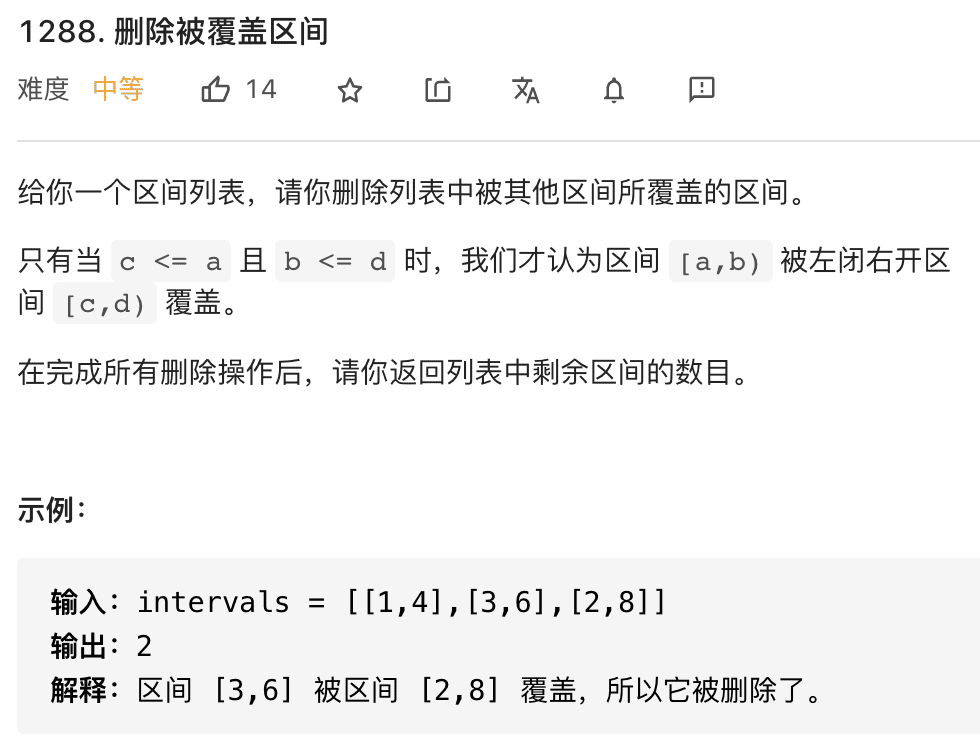 1288. 删除被覆盖区间
难度 中等 14
给你一个区间列表，请你删除列表中被其他区间所覆盖的区间。
只有当 c <= a 且 b <= d 时，我们才认为区间 [a,b) 被左闭右开区
间 [c,d) 覆盖。
在完成所有删除操作后，请你返回列表中剩余区间的数目。
示例：
输入：intervals = [[1,4],[3,6],[2,8]]
输出：2
解释：区间 [3,6] 被区间 [2,8] 覆盖，所以它被删除了。